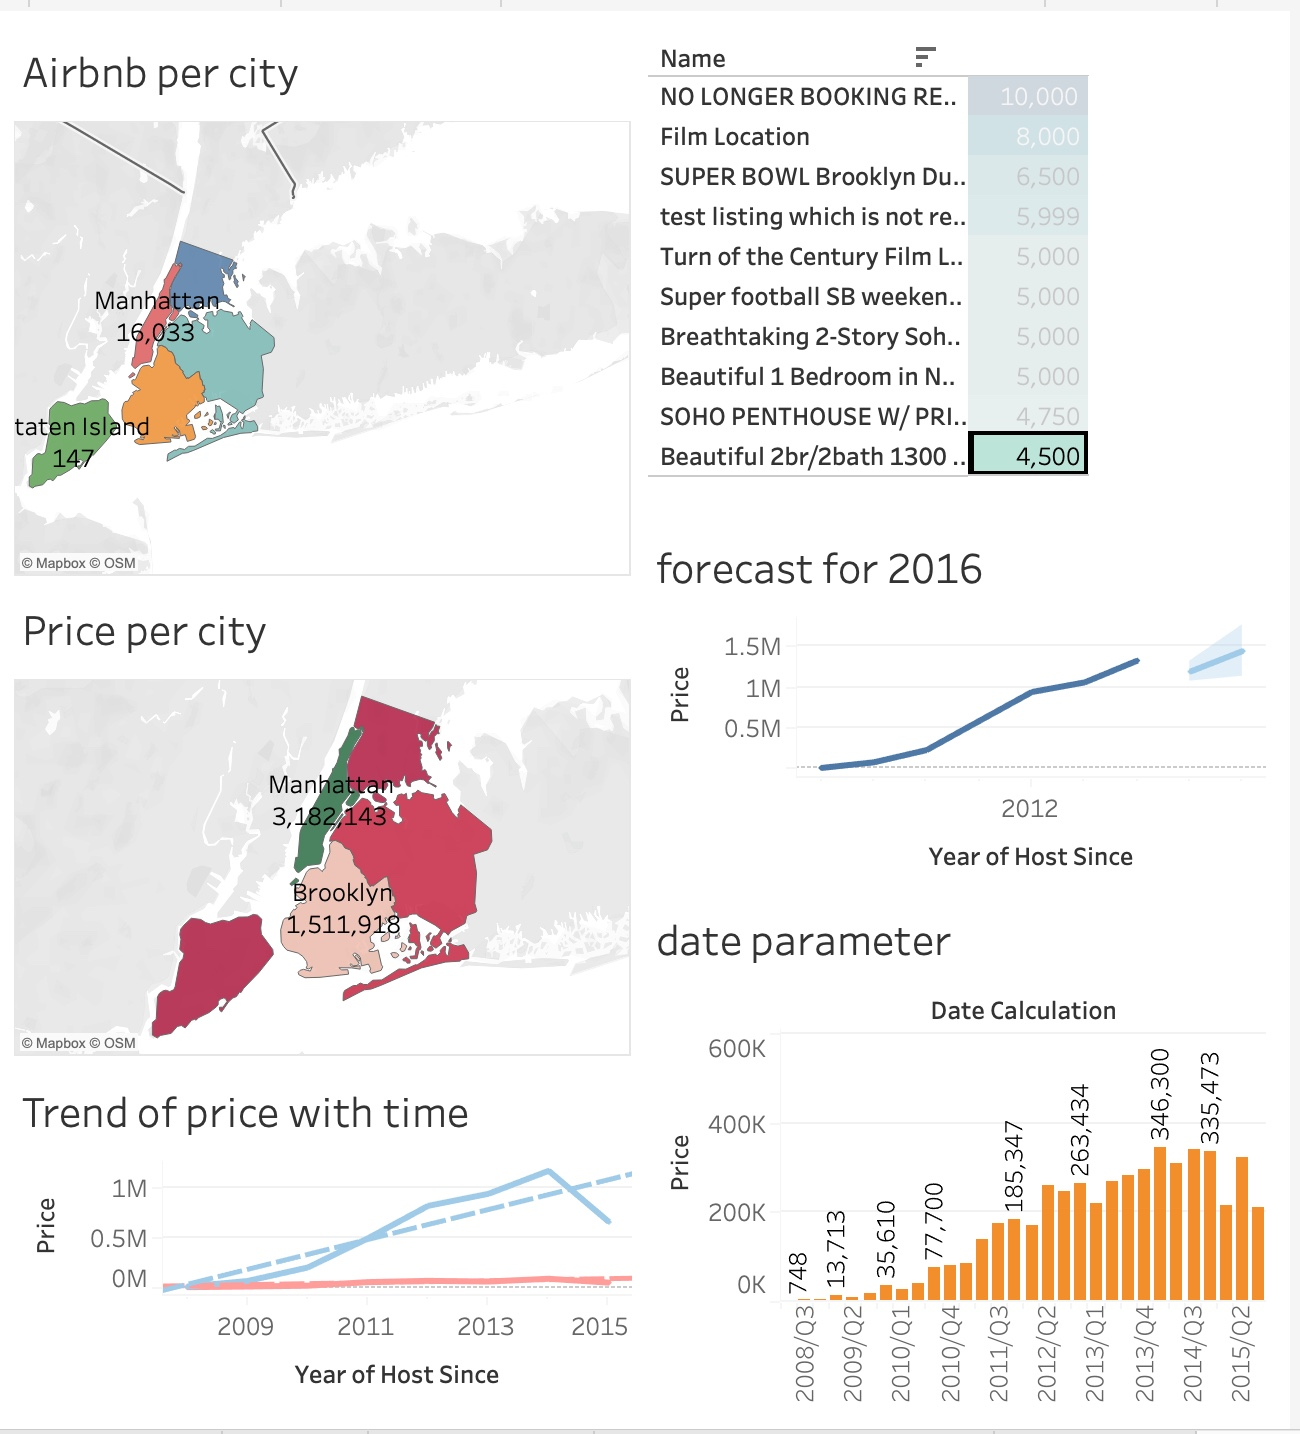 Airbnb per city
Manhattan
16,033
taten Island
147
© Mapbox © OSM
Price per city
Manhattan
3,182,143
Brooklyn
1,511,918
© Mapbox © OSM
Trend of price with time
Price
1M
0.5M
0M
2009 2011 2013 2015
Year of Host Since
Name
NO LONGER BOOKING RE.. 10,000
Film Location 8,000
SUPER BOWL Brooklyn Du.. 6,500
test listing which is not re.. 5,999
Turn of the Century Film L.. 5,000
Super football SB weeken.. 5,000
Breathtaking 2-Story Soh.. 5,000
Beautiful 1 Bedroom in N.. 5,000
SOHO PENTHOUSE W/ PRI.. 4,750
Beautiful 2br/2bath 1300 .. 4,500
forecast for 2016
Price
1.5M
1M
0.5M
2012
Year of Host Since
date parameter
Date Calculation
Price
600K
400K
200K
0K
748 13,713 35,610 77,700 185,347 263,434 346,300 335,473
2008/Q3 2009/Q2 2010/Q1 2010/Q4 2011/Q3 2012/Q2 2013/Q1 2013/Q4 2014/Q3 2015/Q2